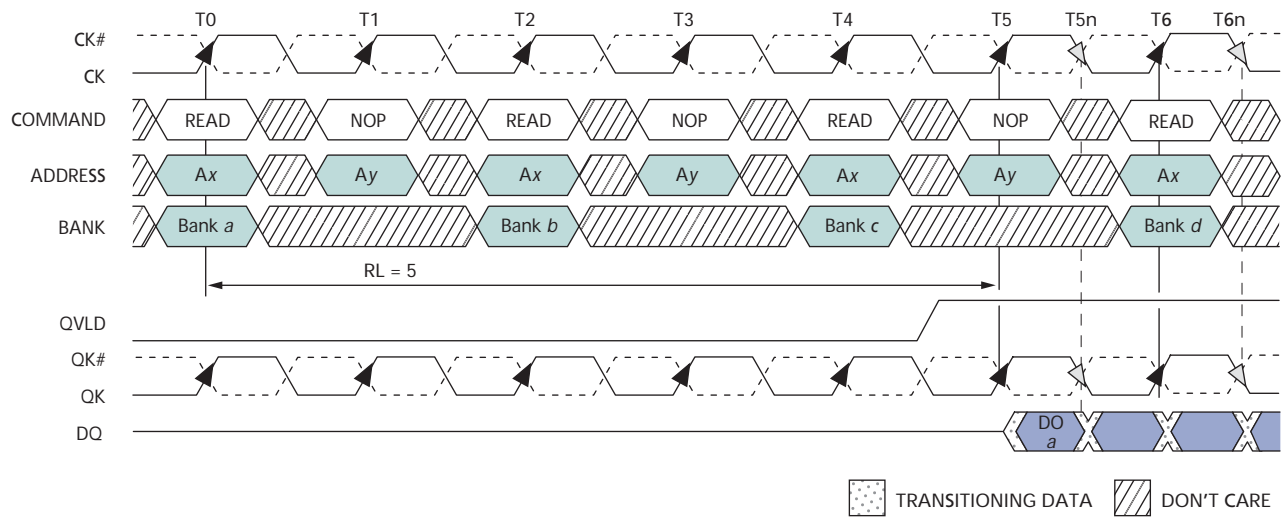 T0 T1 T2 T3 T4 T5 T5n T6 T6n
CK#
CK
COMMAND READ NOP READ NOP READ NOP READ
ADDRESS Ax Ay Ax Ay Ax Ay Ax
BANK Bank a Bank b Bank c Bank d
RL = 5
QVLD
QK#
QK
DQ DO
a
TRANSITIONING DATA DON'T CARE